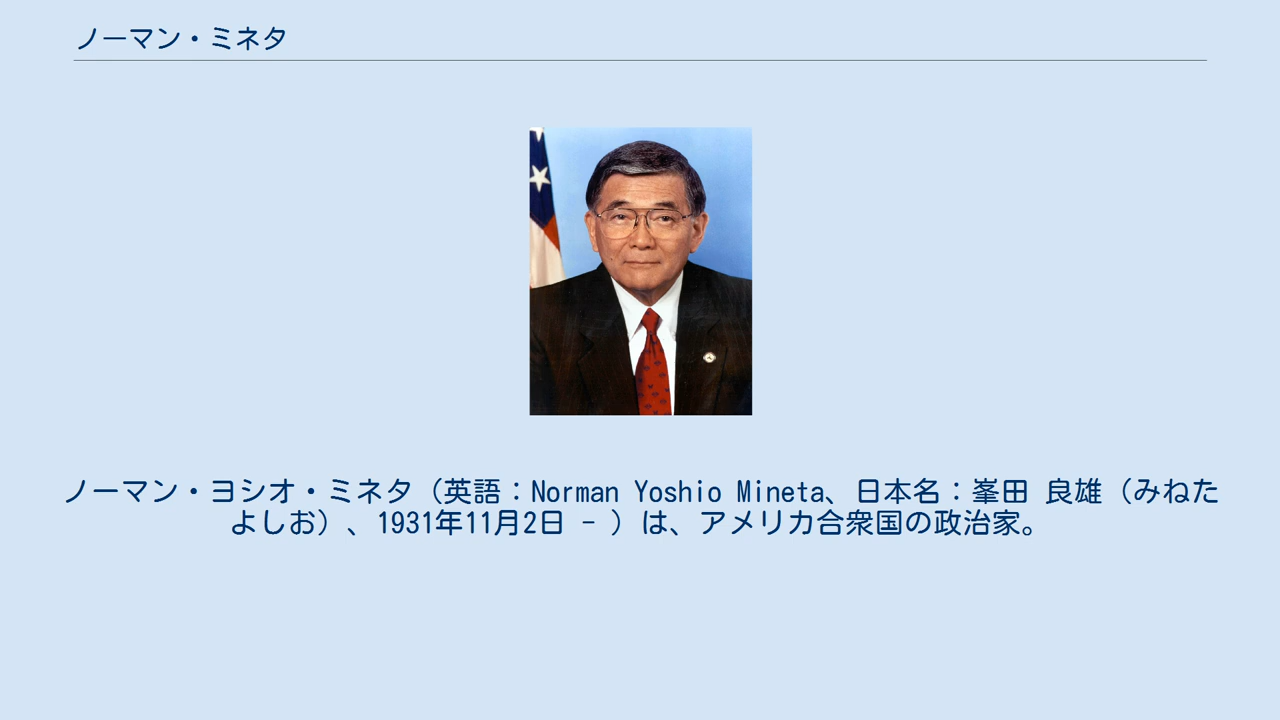 ノーマン・ミネタ
ノーマン・ヨシオ・ミネタ（英語：Norman Yoshio Mineta、日本名：峯田 良雄（みねた
よしお）、1931年11月2日 - ）は、アメリカ合衆国の政治家。